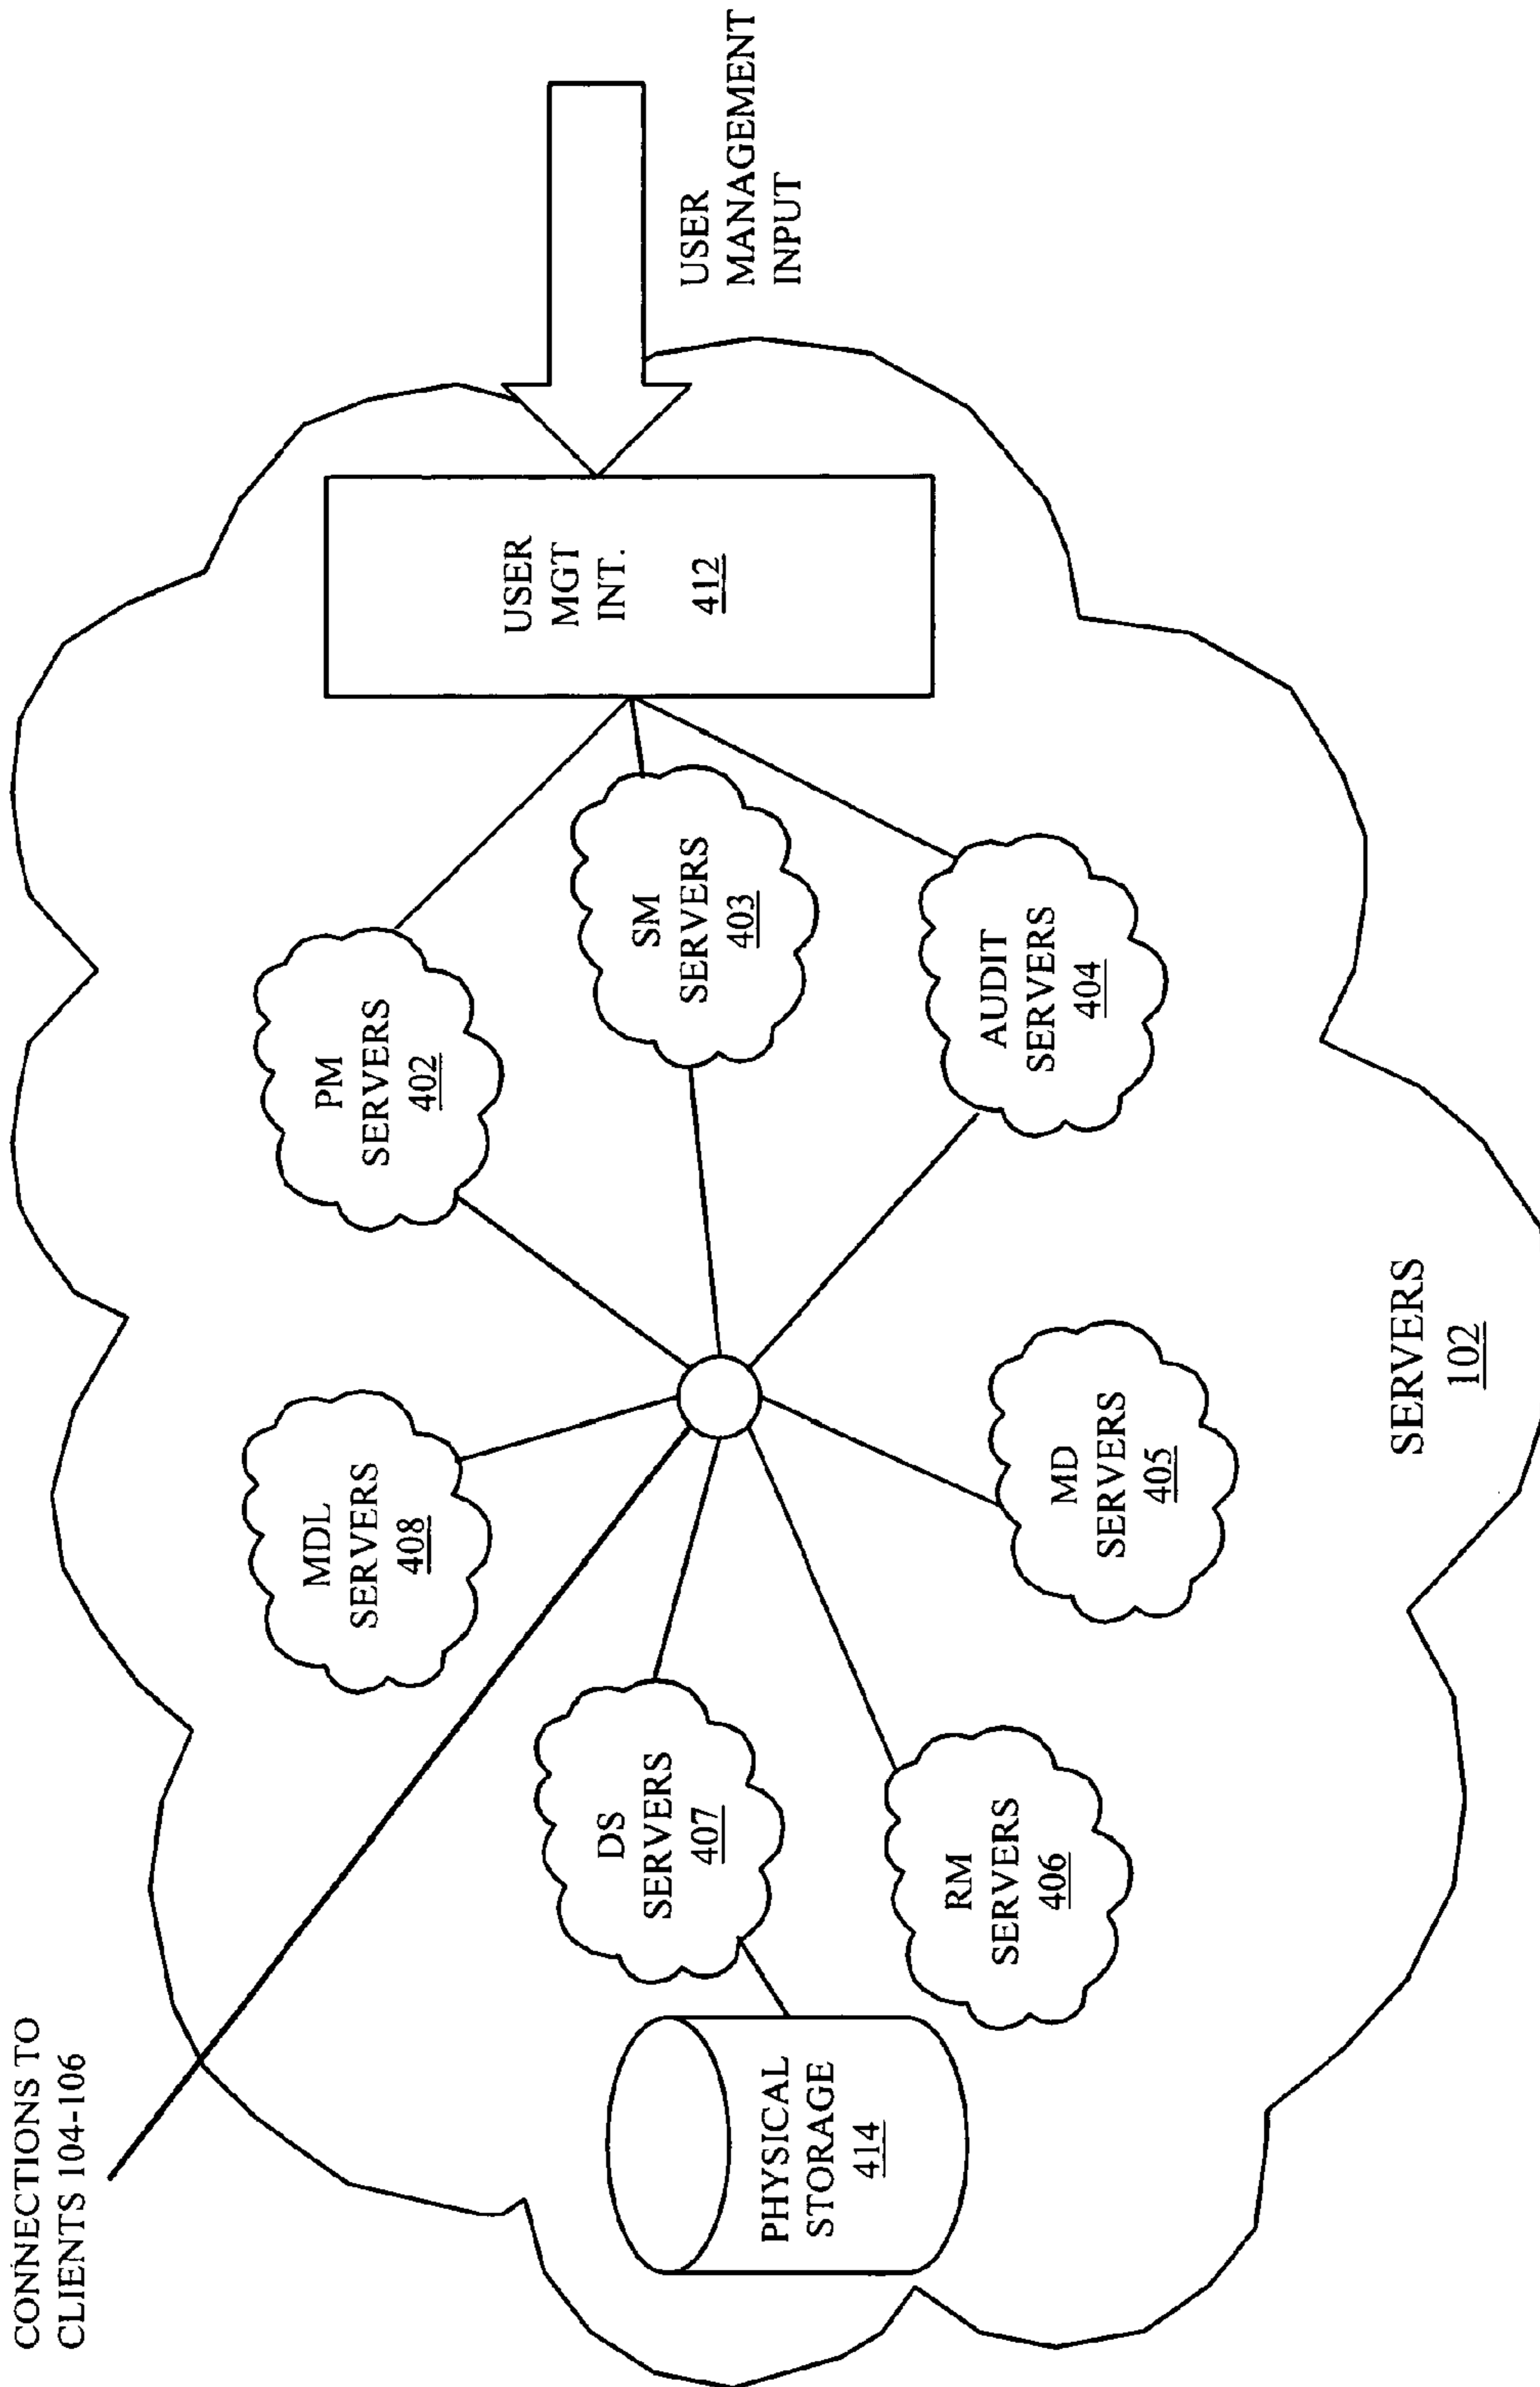 CONNECTIONS TO
CLIENTS 104-106
MDL
SERVERS
408
PM
SERVERS
402
USER
MGT
INT.
412
USER
MANAGEMENT
INPUT
DS
SERVERS
407
SM
SERVERS
403
PHYSICAL
STORAGE
414
RM
SERVERS
406
MD
SERVERS
405
AUDIT
SERVERS
404
SERVERS
102